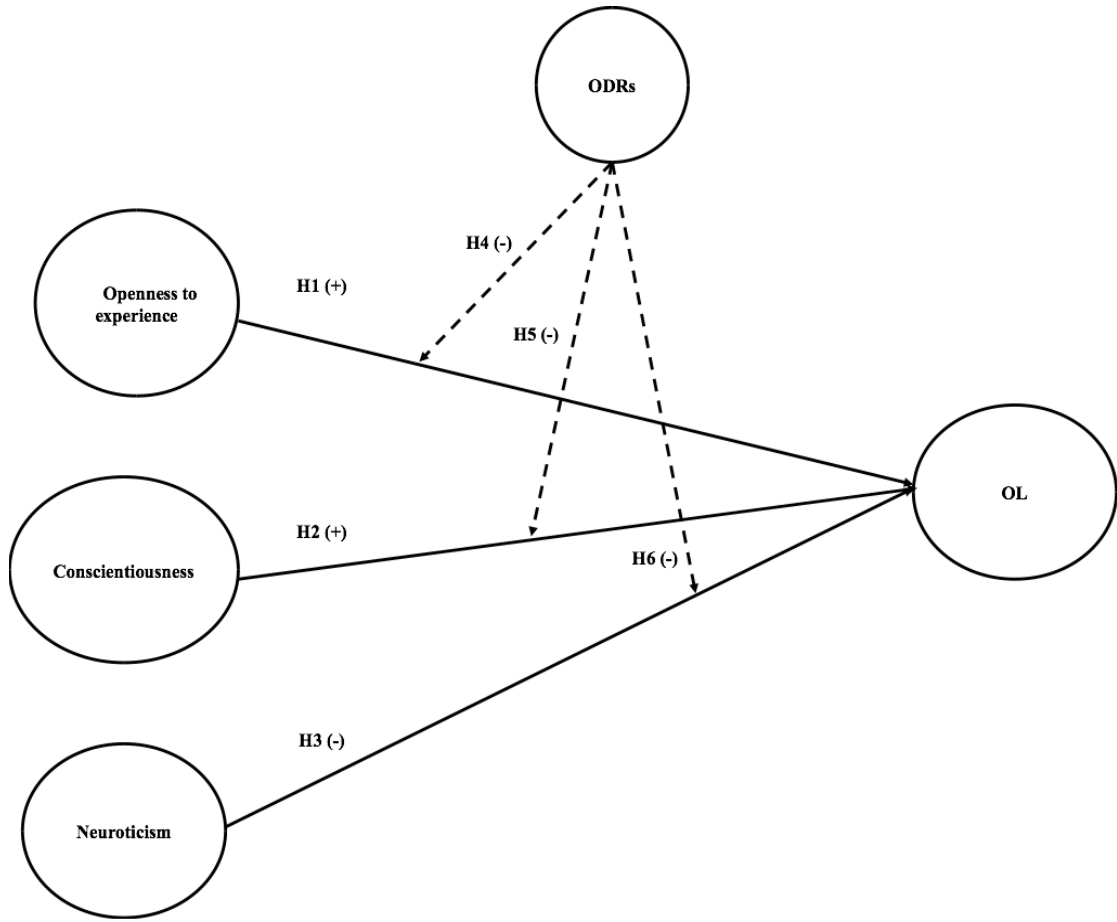 ODRs
H4 (-)
H1 (+)
Openness to
experience
H5 (-)
OL
H2 (+)
H6 (-)
Conscientiousness
H3 (-)
Neuroticism